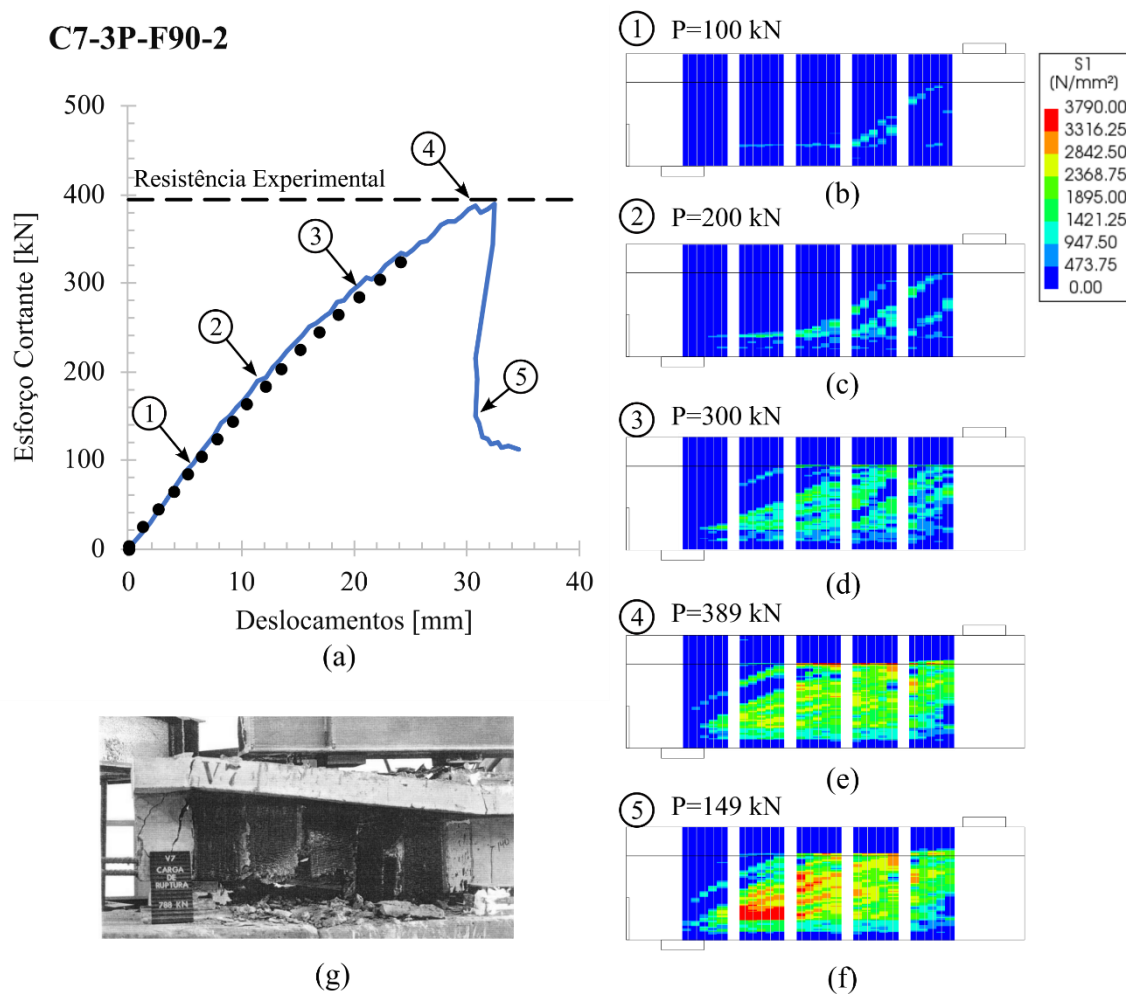 C7-3P-F90-2
500
400
300
200
100
0
Esforço Cortante [kN]
Resistência Experimental
1
2
3
4
5
0
10
20
30
40
Deslocamentos [mm]
(a)
V7
V7
CARGA
DE
RUPTURA
788 KN
(g)
1 P=100 kN
(b)
2 P=200 kN
(c)
3 P=300 kN
(d)
4 P=389 kN
(e)
5 P=149 kN
(f)
S1
(N/mm²)
3790.00
3316.25
2842.50
2368.75
1895.00
1421.25
947.50
473.75
0.00